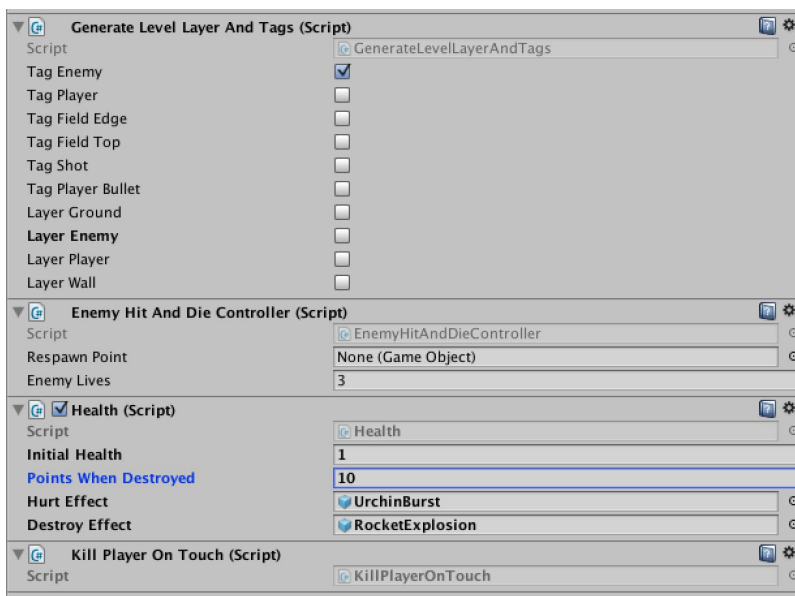 Generate Level Layer And Tags (Script)
Script GenerateLevelLayerAndTags
Tag Enemy
Tag Player
Tag Field Edge
Tag Field Top
Tag Shot
Tag Player Bullet
Layer Ground
Layer Enemy
Layer Player
Layer Wall
Enemy Hit And Die Controller (Script)
Script EnemyHitAndDieController
Respawn Point None (Game Object)
Enemy Lives 3
Health (Script)
Script Health
Initial Health 1
Points When Destroyed 10
Hurt Effect UrchinBurst
Destroy Effect RocketExplosion
Kill Player On Touch (Script)
Script KillPlayerOnTouch